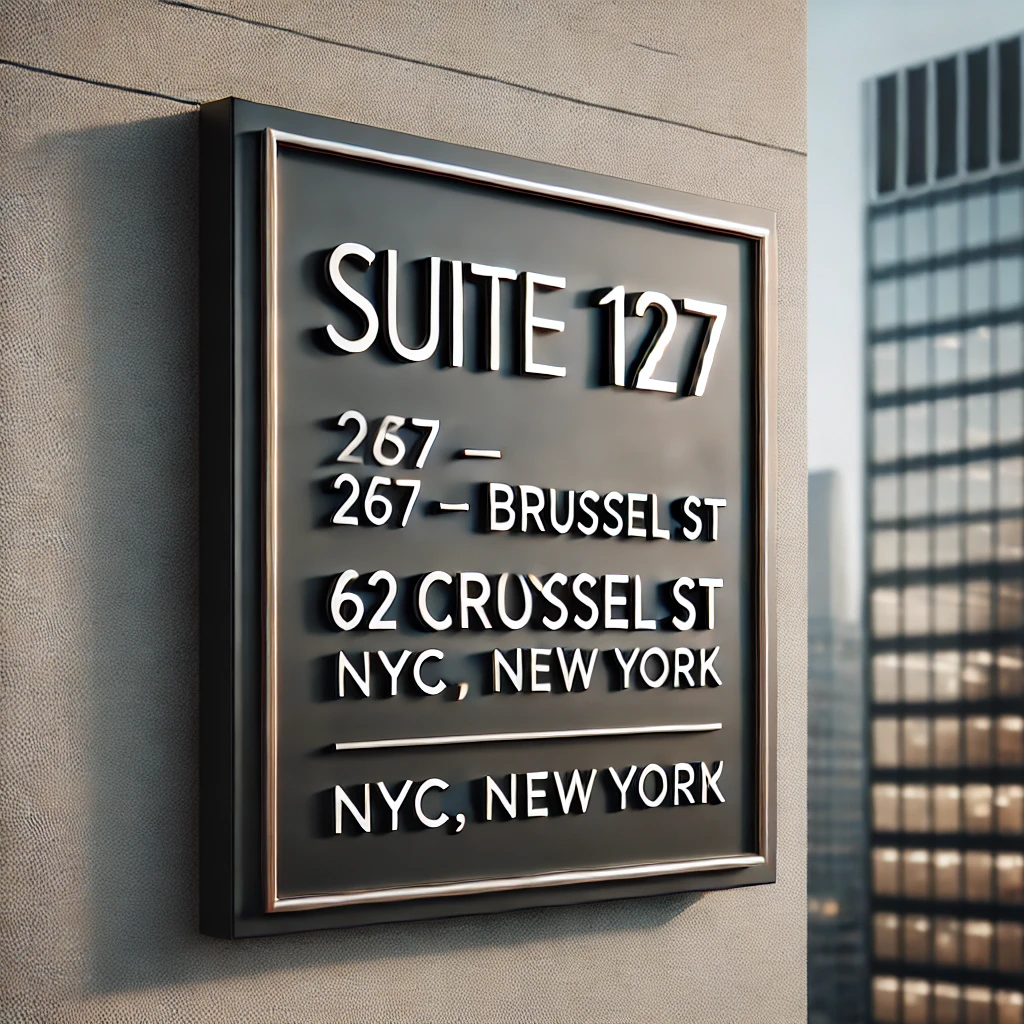 SUITE 127
267 –
267 – BRUSSEL ST
62 CRUSSEL ST
NYC, NEW YORK
NYC, NEW YORK